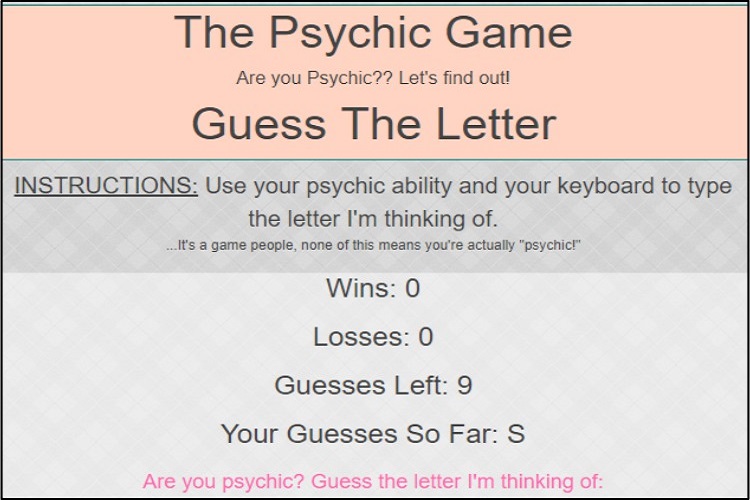 The Psychic Game
Are you Psychic?? Let's find out!
Guess The Letter
INSTRUCTIONS: Use your psychic ability and your keyboard to type
the letter I'm thinking of.
...It's a game people, none of this means you're actually "psychic!"
Wins: 0
Losses: 0
Guesses Left: 9
Your Guesses So Far: S
Are you psychic? Guess the letter I'm thinking of: